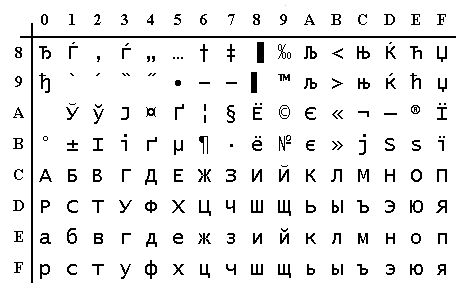 0 1 2 3 4 5 6 7 8 9 A B C D E F
8 Ђ Ѓ ‚ ѓ „ … † ‡ ▐ ‰ Љ < Њ Ќ Ћ Џ
9 ђ ‘ ’ “ ” • – — ▌ ™ љ > њ ќ ћ џ
A Ў ў Ј ¤ Ґ ¦ § Ё © Є « ¬ – ® Ї
B ° ± І і ґ µ ¶ · ё № є » ј Ѕ ѕ ї
C А Б В Г Д Е Ж З И Й К Л М Н О П
D Р С Т У Ф Х Ц Ч Ш Щ Ь Ы Ъ Э Ю Я
E а б в г д е ж з и й к л м н о п
F р с т у ф х ц ч ш щ ь ы ъ э ю я